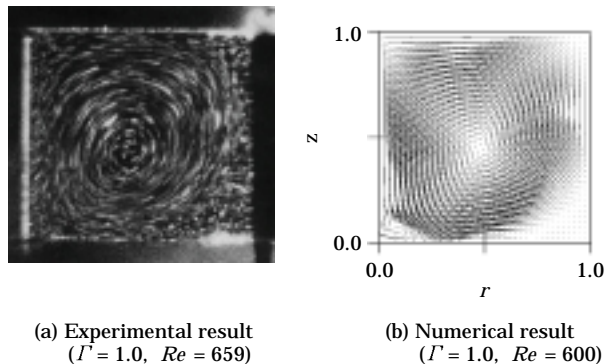 1.0
z
0.0
0.0
1.0
r
(a) Experimental result
(Γ = 1.0, Re = 659)
(b) Numerical result
(Γ = 1.0, Re = 600)